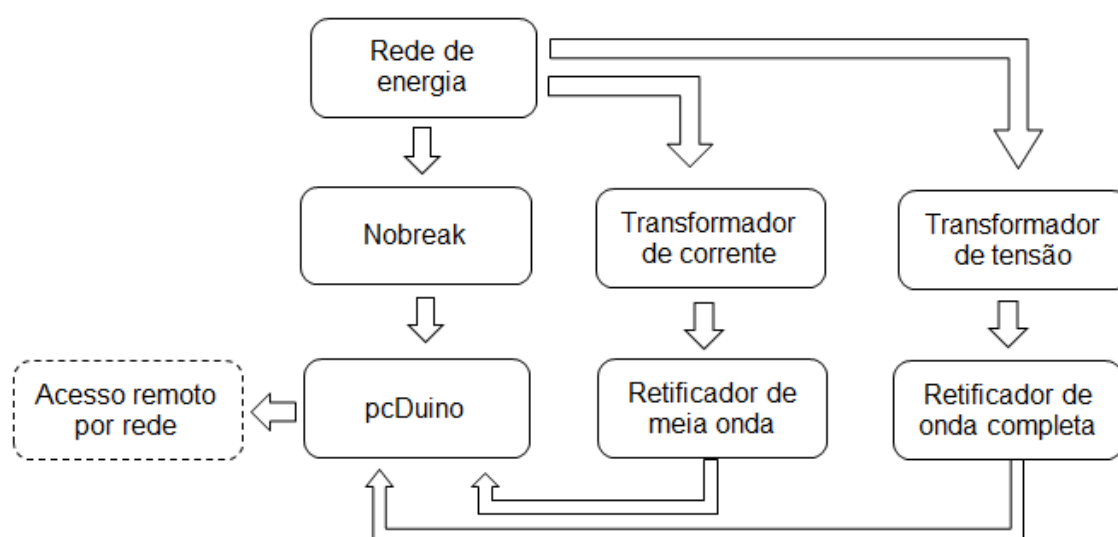 Rede de
energia
Nobreak
Transformador
de corrente
Transformador
de tensão
Acesso remoto
por rede
pcDuino
Retificador de
meia onda
Retificador de
onda completa